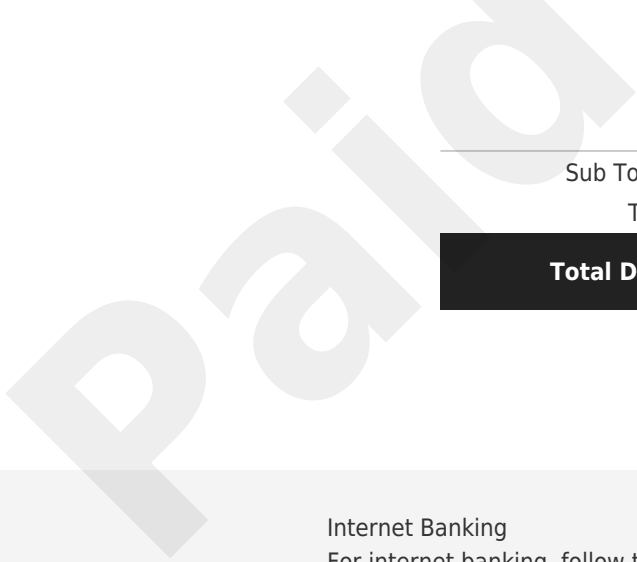 Paid
Sub To
T
Total D
Internet Banking
For internet banking, follow t